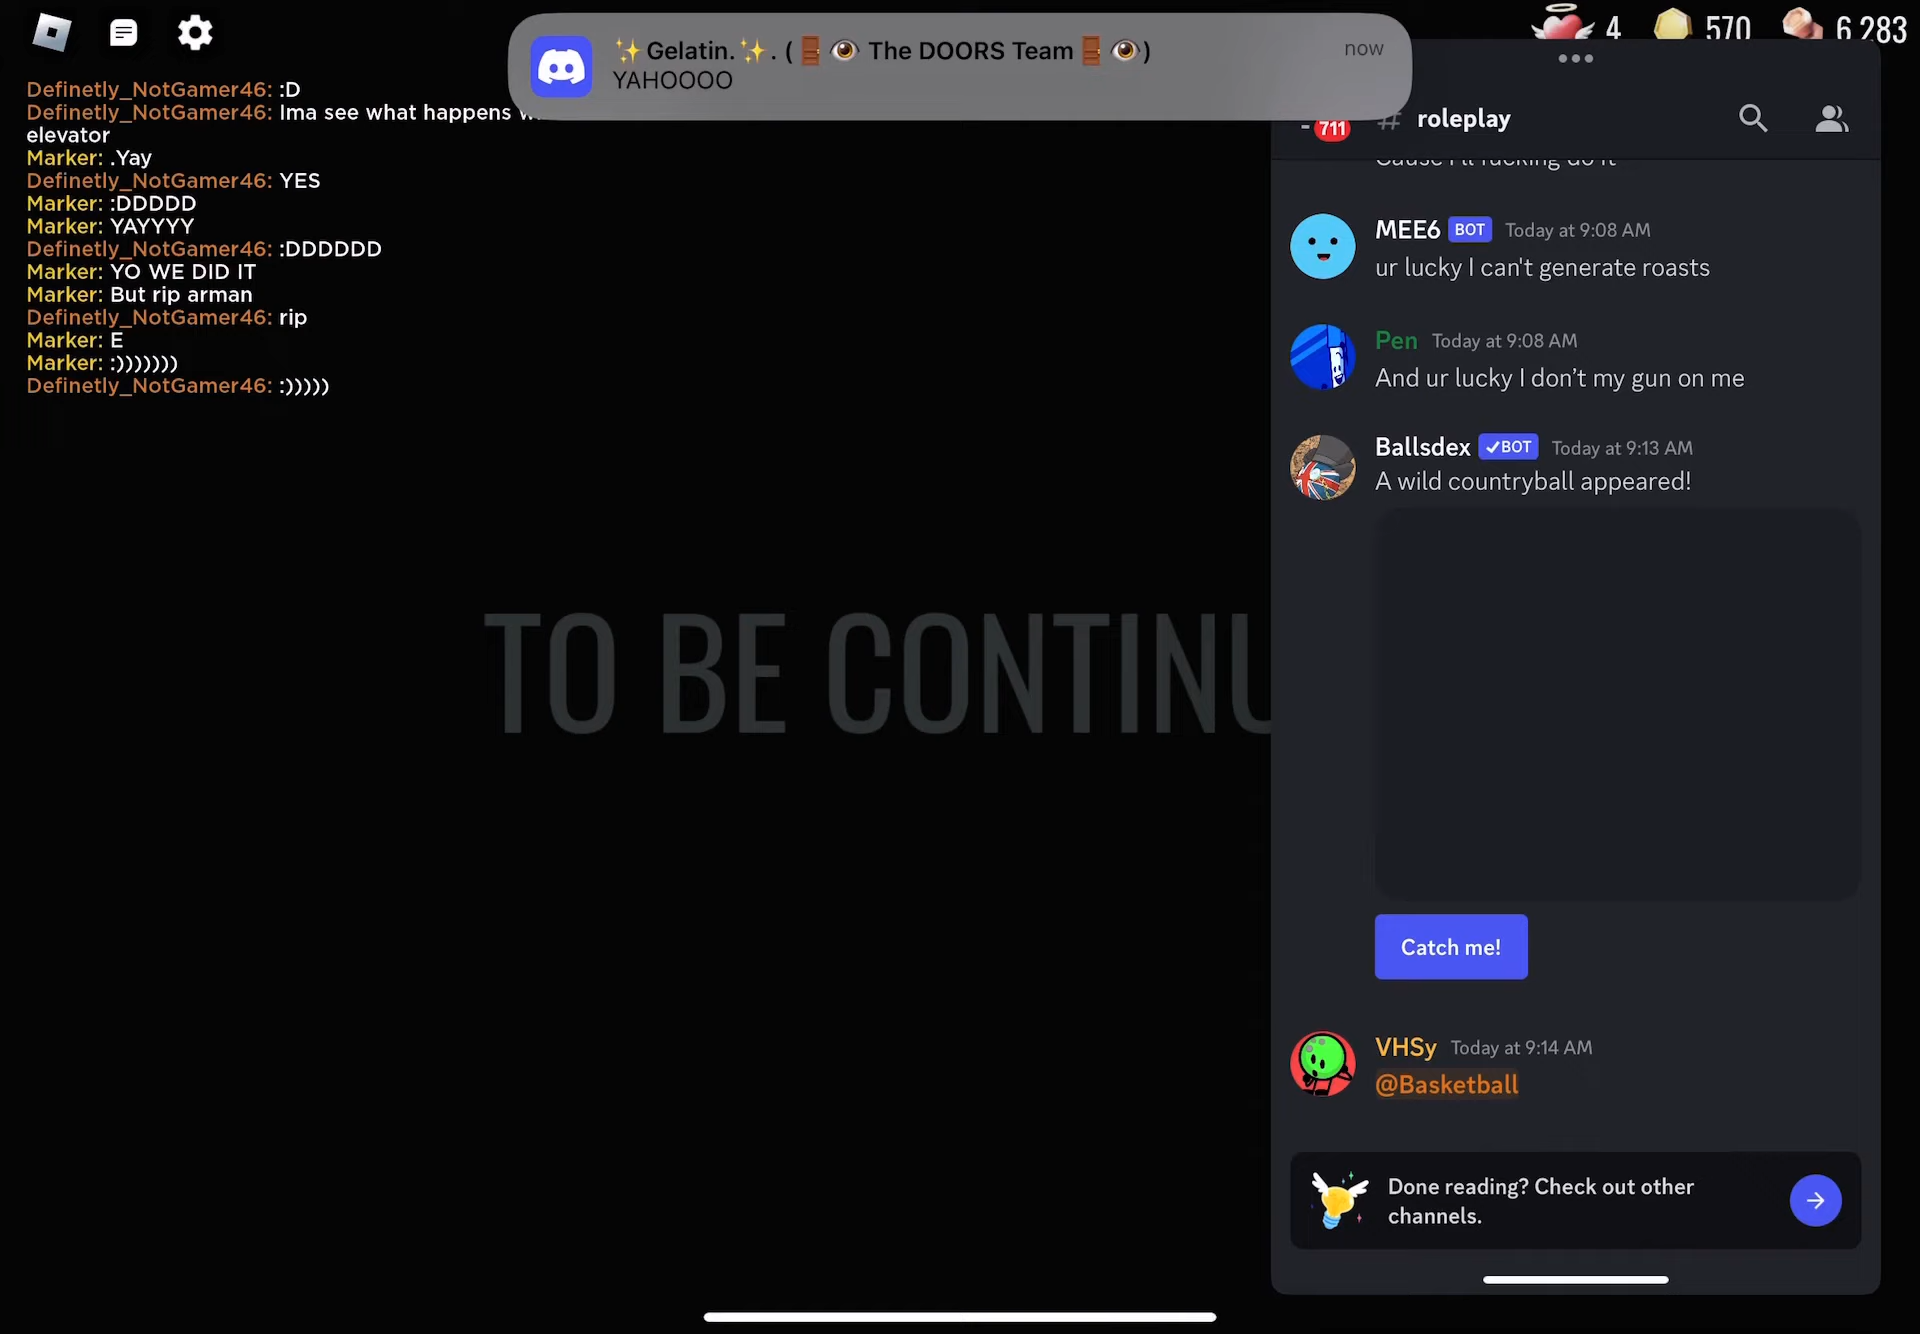 4 570 6 283
✨Gelatin.✨. (🚪👁️ The DOORS Team🚪👁️) now
YAHOOOO
Definetly_NotGamer46: :D
Definetly_NotGamer46: Ima see what happens
elevator
Marker: .Yay
Definetly_NotGamer46: YES
Marker: :DDDDD
Marker: YAYYYY
Definetly_NotGamer46: :DDDDDD
Marker: YO WE DID IT
Marker: But rip arman
Definetly_NotGamer46: rip
Marker: E
Marker: :)))))))
Definetly_NotGamer46: :)))))
TO BE CONTINU
711 # roleplay
Cause I'll fucking do it
MEE6 BOT Today at 9:08 AM
ur lucky I can't generate roasts
Pen Today at 9:08 AM
And ur lucky I don’t my gun on me
Ballsdex ✓BOT Today at 9:13 AM
A wild countryball appeared!
Catch me!
VHSy Today at 9:14 AM
@Basketball
Done reading? Check out other
channels.